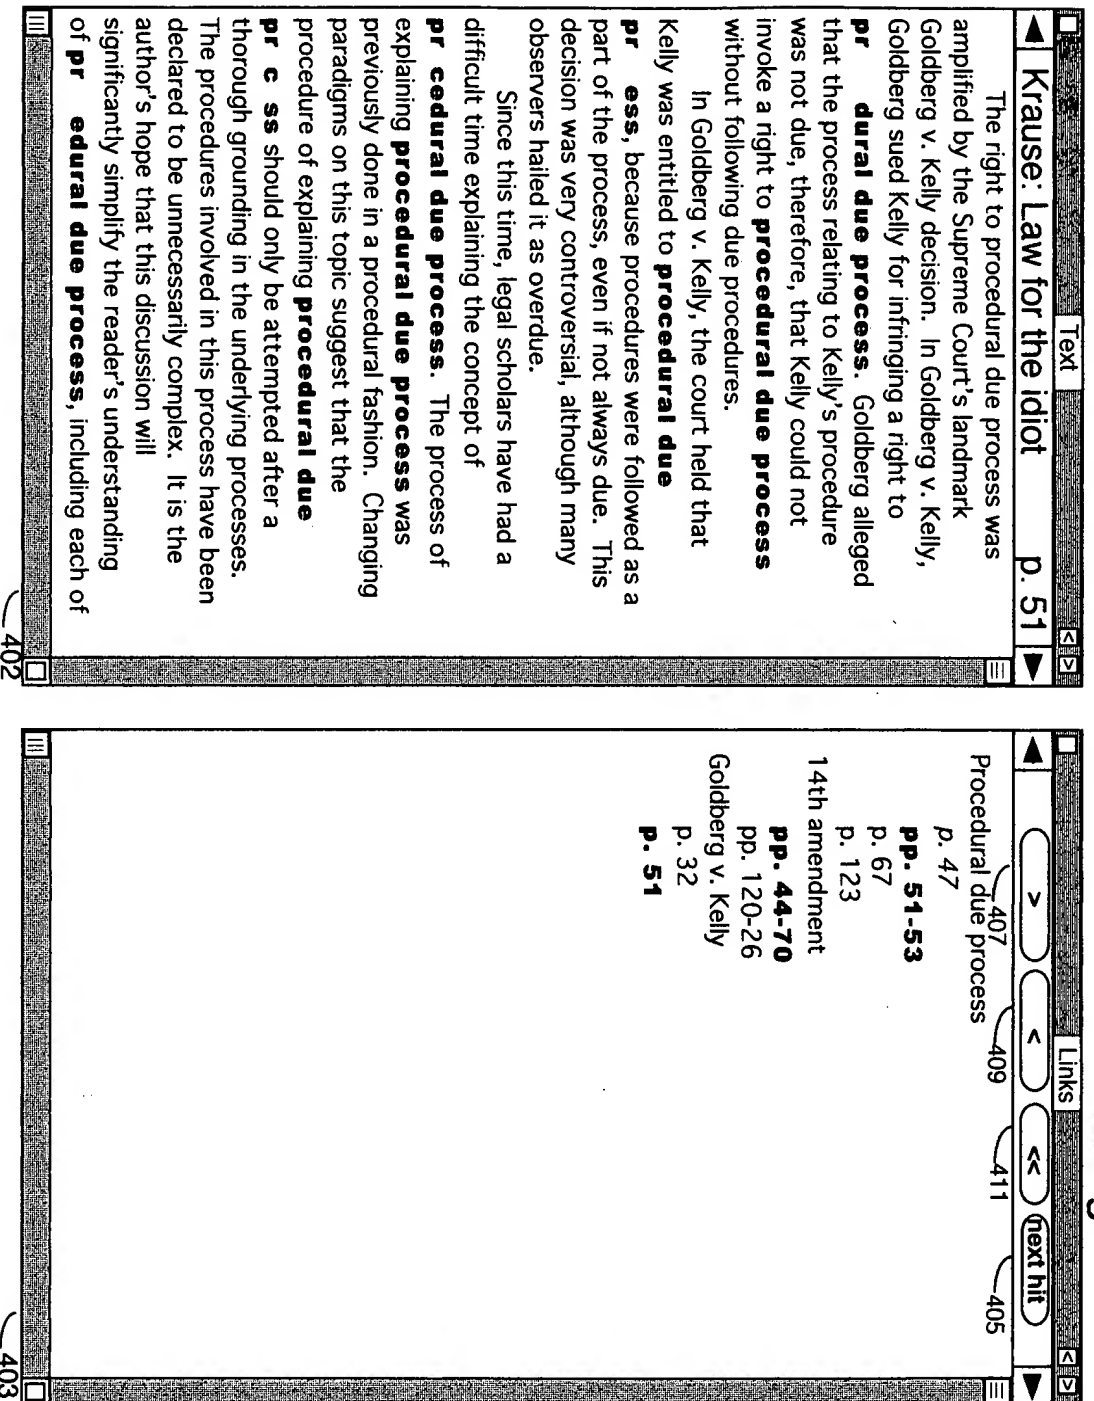 Text
< >
Krause: Law for the idiot p. 51
The right to procedural due process was
amplified by the Supreme Court's landmark
Goldberg v. Kelly decision. In Goldberg v. Kelly,
Goldberg sued Kelly for infringing a right to
pr dural due process. Goldberg alleged
that the process relating to Kelly's procedure
was not due, therefore, that Kelly could not
invoke a right to procedural due process
without following due procedures.
In Goldberg v. Kelly, the court held that
Kelly was entitled to procedural due
pr ess, because procedures were followed as a
part of the process, even if not always due. This
decision was very controversial, although many
observers hailed it as overdue.
Since this time, legal scholars have had a
difficult time explaining the concept of
pr cedural due process. The process of
explaining procedural due process was
previously done in a procedural fashion. Changing
paradigms on this topic suggest that the
procedure of explaining procedural due
pr c ss should only be attempted after a
thorough grounding in the underlying processes.
The procedures involved in this process have been
declared to be unnecessarily complex. It is the
author's hope that this discussion will
significantly simplify the reader's understanding
of pr edural due process, including each of
402
Links
< >
> < << next hit
407 409 411 405
Procedural due process
p. 47
pp. 51-53
p. 67
p. 123
14th amendment
pp. 44-70
pp. 120-26
Goldberg v. Kelly
p. 32
p. 51
403